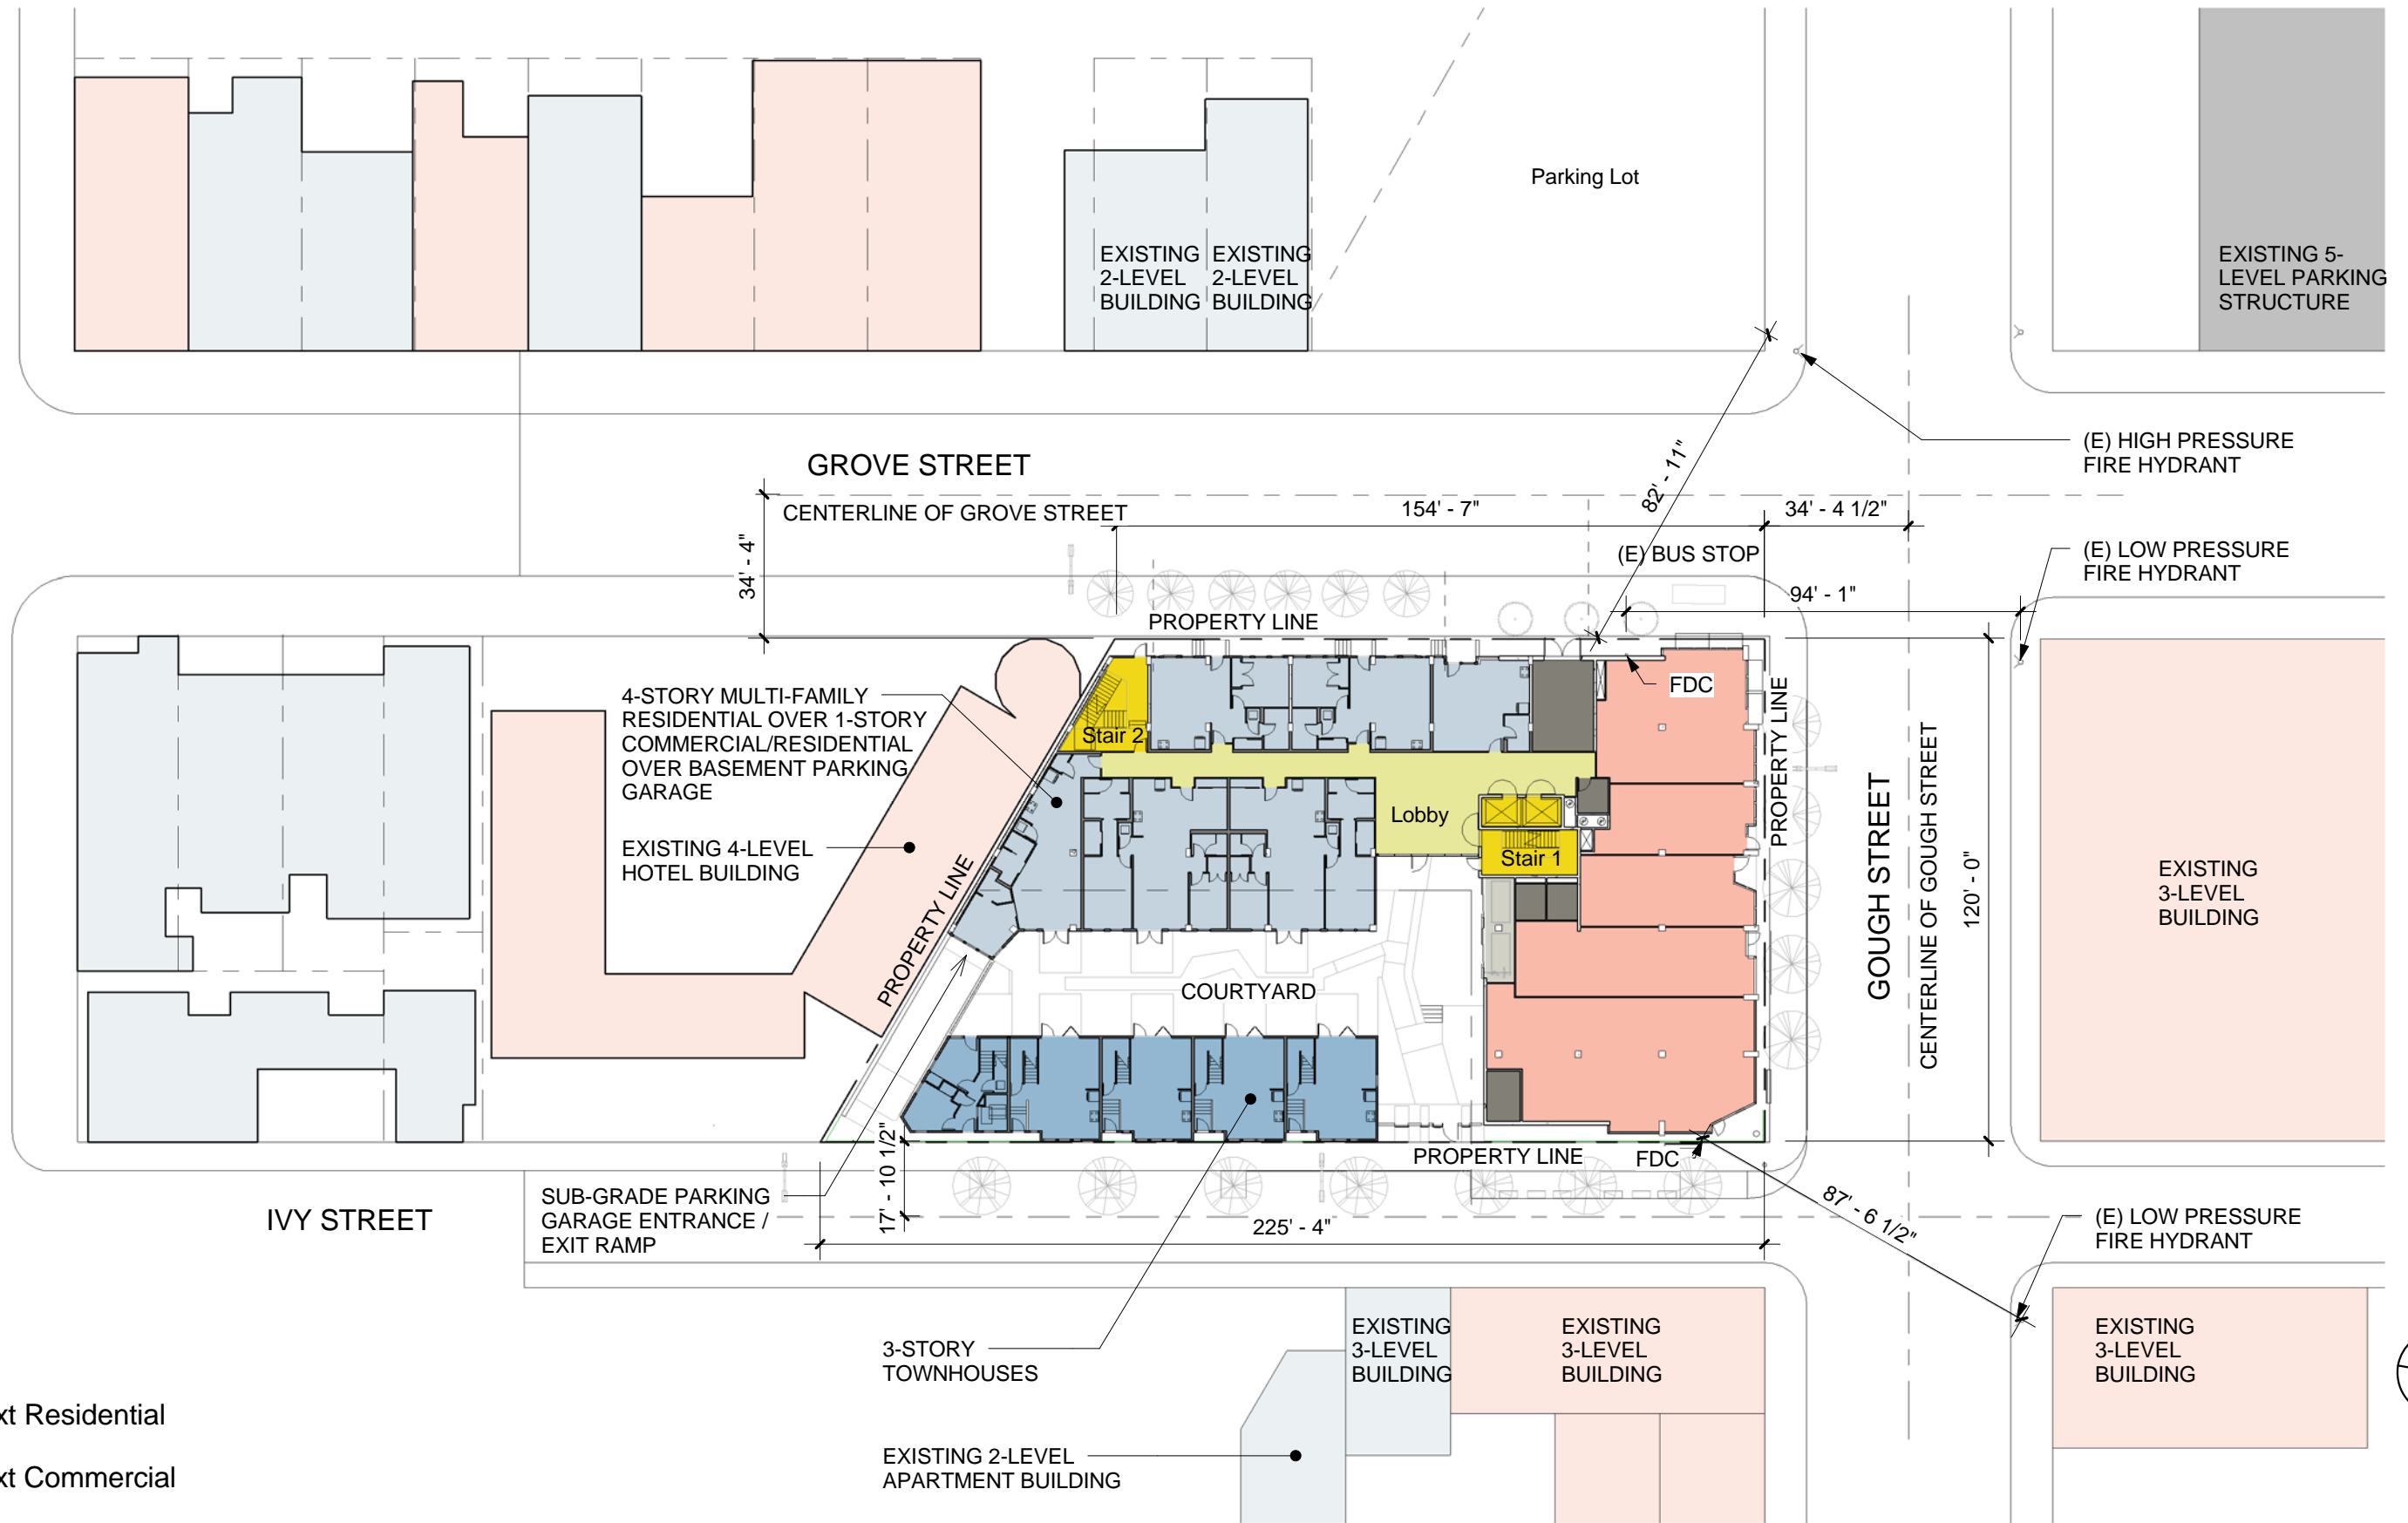 Parking Lot
EXISTING
2-LEVEL
BUILDING
EXISTING
2-LEVEL
BUILDING
EXISTING 5-
LEVEL PARKING
STRUCTURE
(E) HIGH PRESSURE
FIRE HYDRANT
GROVE STREET
82' - 11"
CENTERLINE OF GROVE STREET
154' - 7"
34' - 4 1/2"
34' - 4"
(E) BUS STOP
(E) LOW PRESSURE
FIRE HYDRANT
94' - 1"
PROPERTY LINE
4-STORY MULTI-FAMILY
RESIDENTIAL OVER 1-STORY
COMMERCIAL/RESIDENTIAL
OVER BASEMENT PARKING
GARAGE
FDC
Stair 2
PROPERTY LINE
Lobby
EXISTING 4-LEVEL
HOTEL BUILDING
Stair 1
PROPERTY LINE
GOUGH STREET
CENTERLINE OF GOUGH STREET
120' - 0"
EXISTING
3-LEVEL
BUILDING
COURTYARD
PROPERTY LINE
FDC
SUB-GRADE PARKING
GARAGE ENTRANCE /
EXIT RAMP
17' - 10 1/2"
IVY STREET
225' - 4"
87' - 6 1/2"
(E) LOW PRESSURE
FIRE HYDRANT
3-STORY
TOWNHOUSES
EXISTING
3-LEVEL
BUILDING
EXISTING
3-LEVEL
BUILDING
EXISTING
3-LEVEL
BUILDING
xt Residential
EXISTING 2-LEVEL
APARTMENT BUILDING
xt Commercial